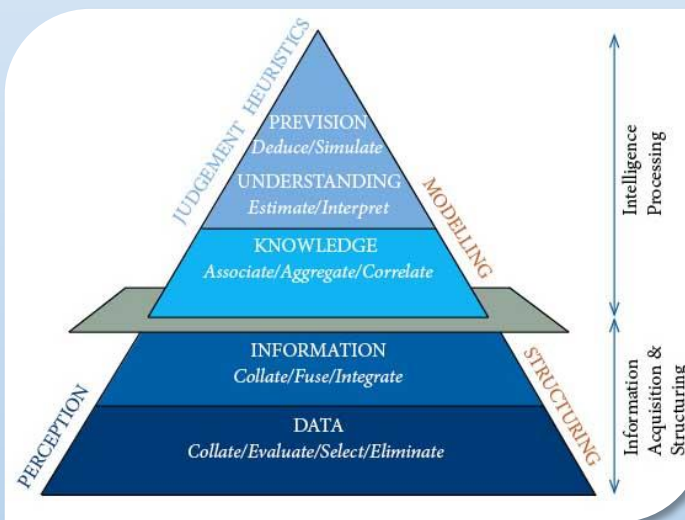 JUDGEMENT HEURISTICS
PREVISION
Deduce/Simulate
UNDERSTANDING
Estimate/Interpret
KNOWLEDGE
Associate/Aggregate/Correlate
MODELLING
Intelligence
Processing
INFORMATION
Collate/Fuse/Integrate
DATA
Collate/Evaluate/Select/Eliminate
PERCEPTION
STRUCTURING
Information
Acquisition &
Structuring